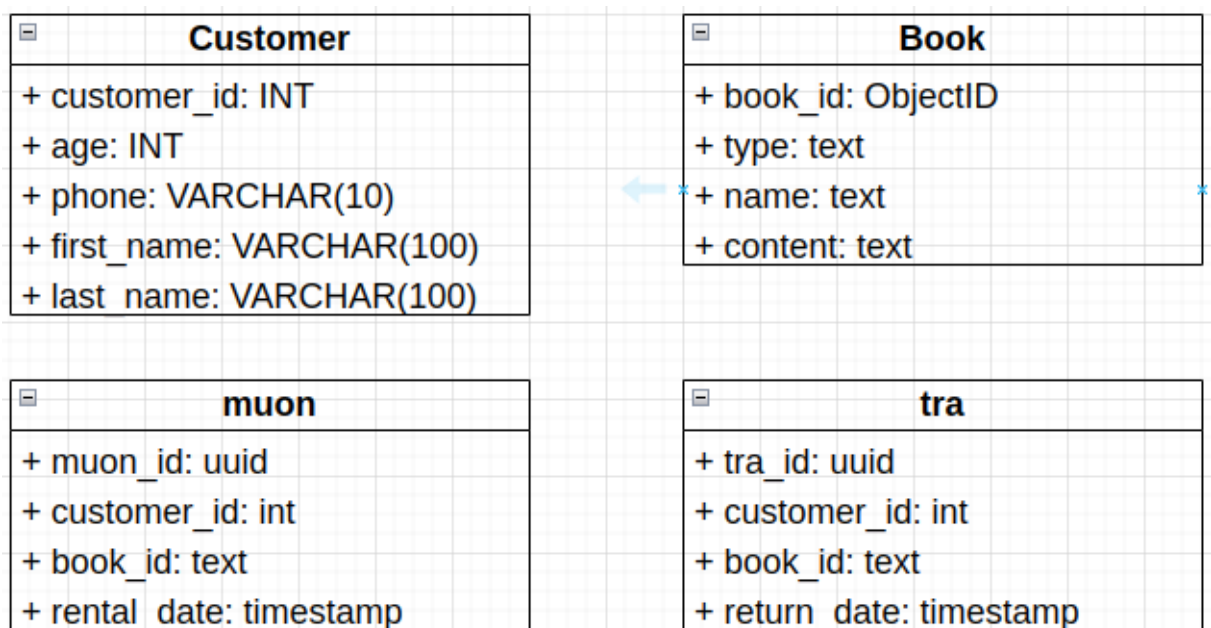 Customer
+ customer_id: INT
+ age: INT
+ phone: VARCHAR(10)
+ first_name: VARCHAR(100)
+ last_name: VARCHAR(100)
Book
+ book_id: ObjectID
+ type: text
+ name: text
+ content: text
muon
+ muon_id: uuid
+ customer_id: int
+ book_id: text
+ rental_date: timestamp
tra
+ tra_id: uuid
+ customer_id: int
+ book_id: text
+ return_date: timestamp